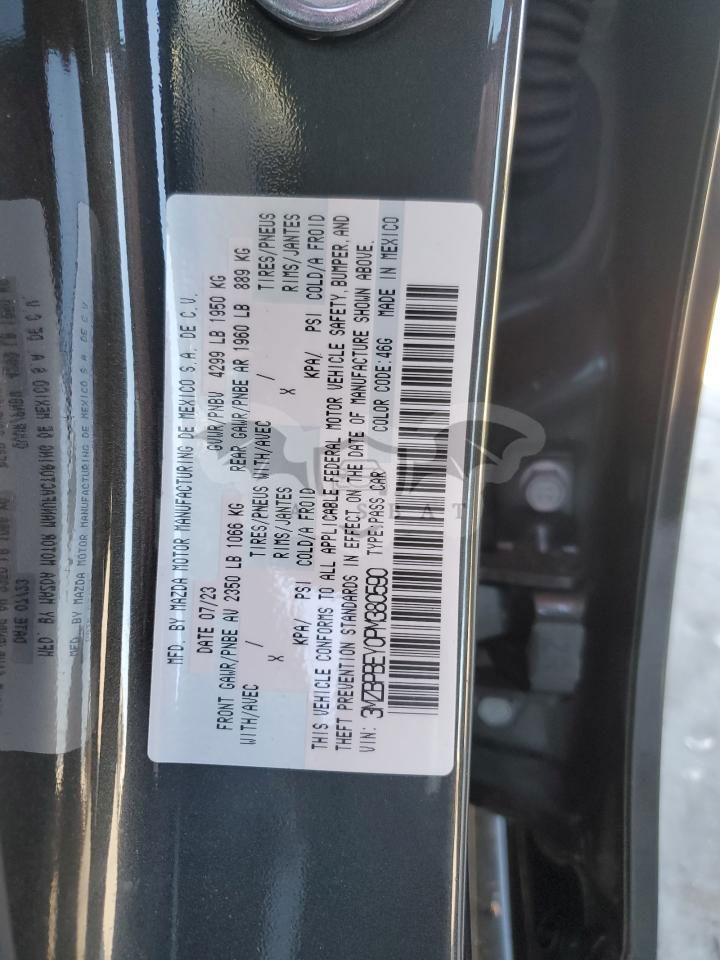 MFD. BY MAZDA MOTOR MANUFACTURING DE MEXICO S.A. DE C.V.
DATE 07/23 GVWR/PNBV 4299 LB 1950 KG
FRONT GAWR/PNBE AV 2350 LB 1066 KG REAR GAWR/PNBE AR 1960 LB 889 KG
WITH/AVEC / TIRES/PNEUS WITH/AVEC / TIRES/PNEUS
X RIMS/JANTES X RIMS/JANTES
KPA/ PSI COLD/A FROID KPA/ PSI COLD/A FROID
THIS VEHICLE CONFORMS TO ALL APPLICABLE FEDERAL MOTOR VEHICLE SAFETY, BUMPER, AND
THEFT PREVENTION STANDARDS IN EFFECT ON THE DATE OF MANUFACTURE SHOWN ABOVE.
VIN: 3MZBPBEY0PM380590 TYPE:PASS CAR COLOR CODE:46G MADE IN MEXICO